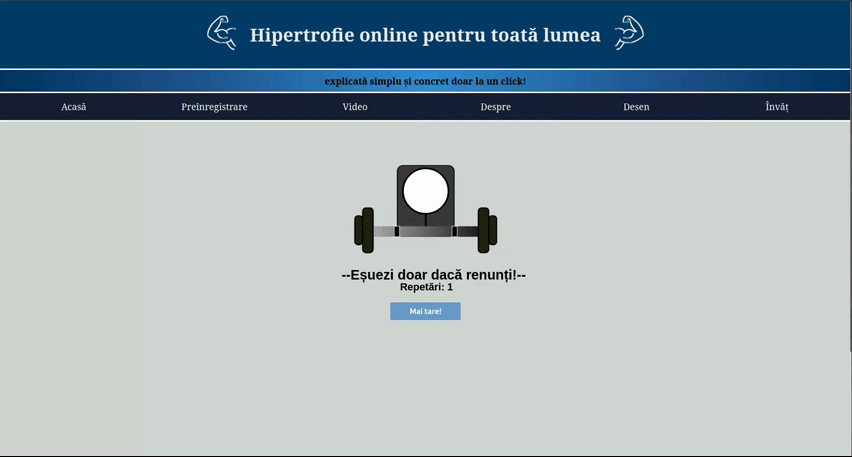 Hipertrofie online pentru toată lumea
explicată simplu și concret doar la un click!
Acasă Preînregistrare Video Despre Desen Învăț
--Eșuezi doar dacă renunți!--
Repetări: 1
Mai tare!